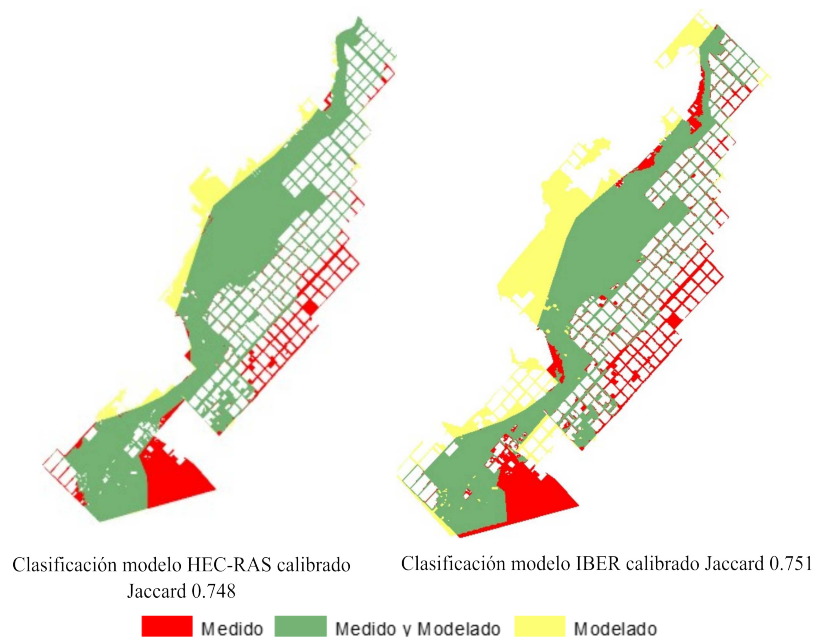 Clasificación modelo HEC-RAS calibrado
Jaccard 0.748
Clasificación modelo IBER calibrado Jaccard 0.751
Medido
Medido y Modelado
Modelado